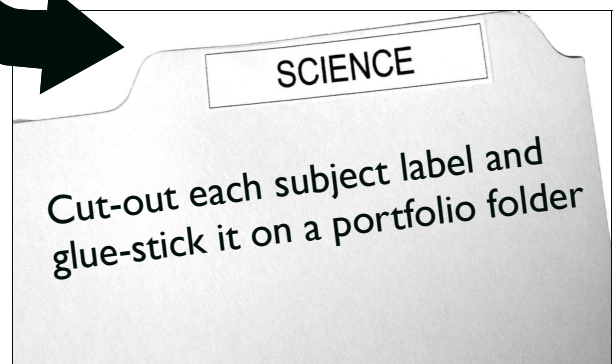 SCIENCE
Cut-out each subject label and
glue-stick it on a portfolio folder